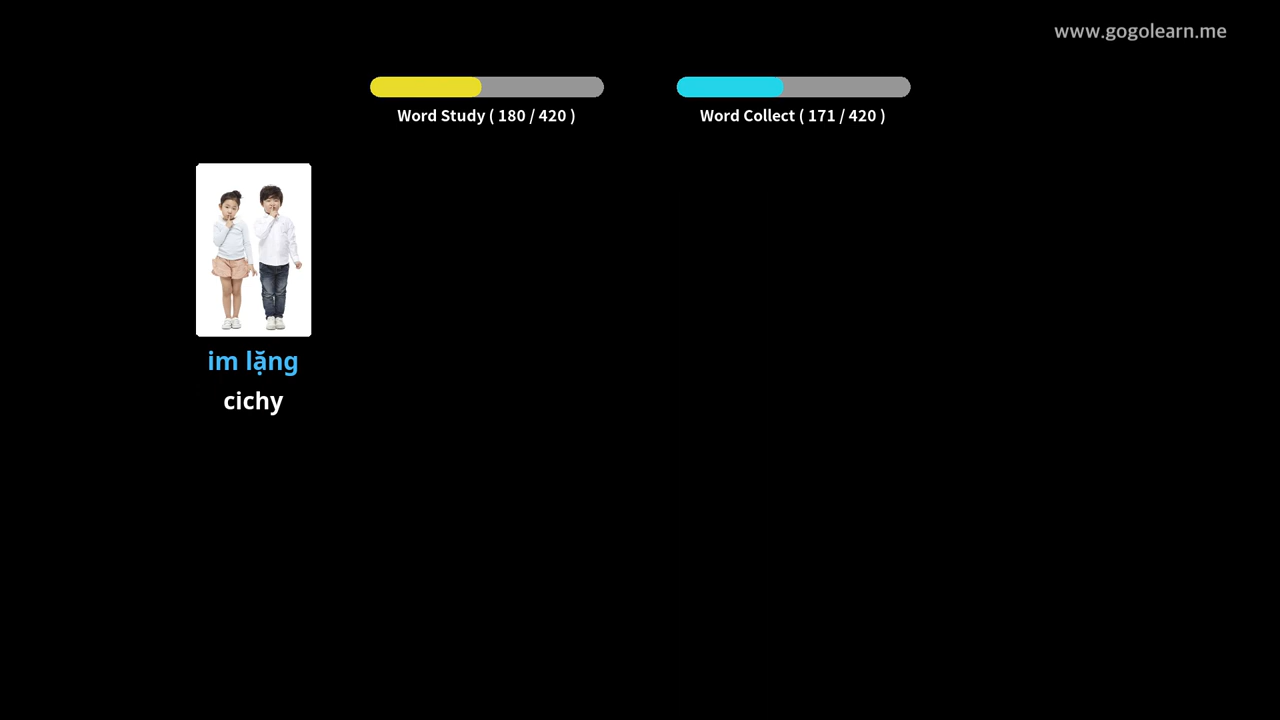 www.gogolearn.me
Word Study ( 180 / 420 )
Word Collect ( 171 / 420 )
im lặng
cichy